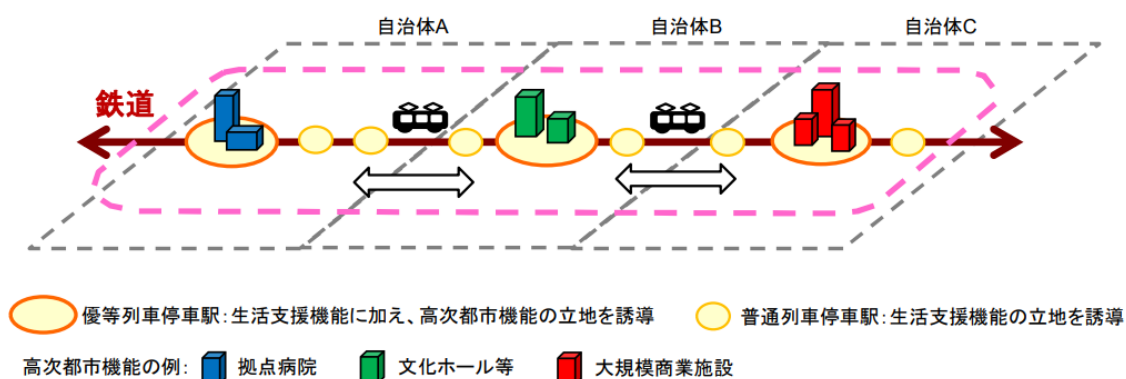 自治体A 自治体B 自治体C
鉄道
優等列車停車駅:生活支援機能に加え、高次都市機能の立地を誘導 普通列車停車駅:生活支援機能の立地を誘導
高次都市機能の例: 拠点病院 文化ホール等 大規模商業施設